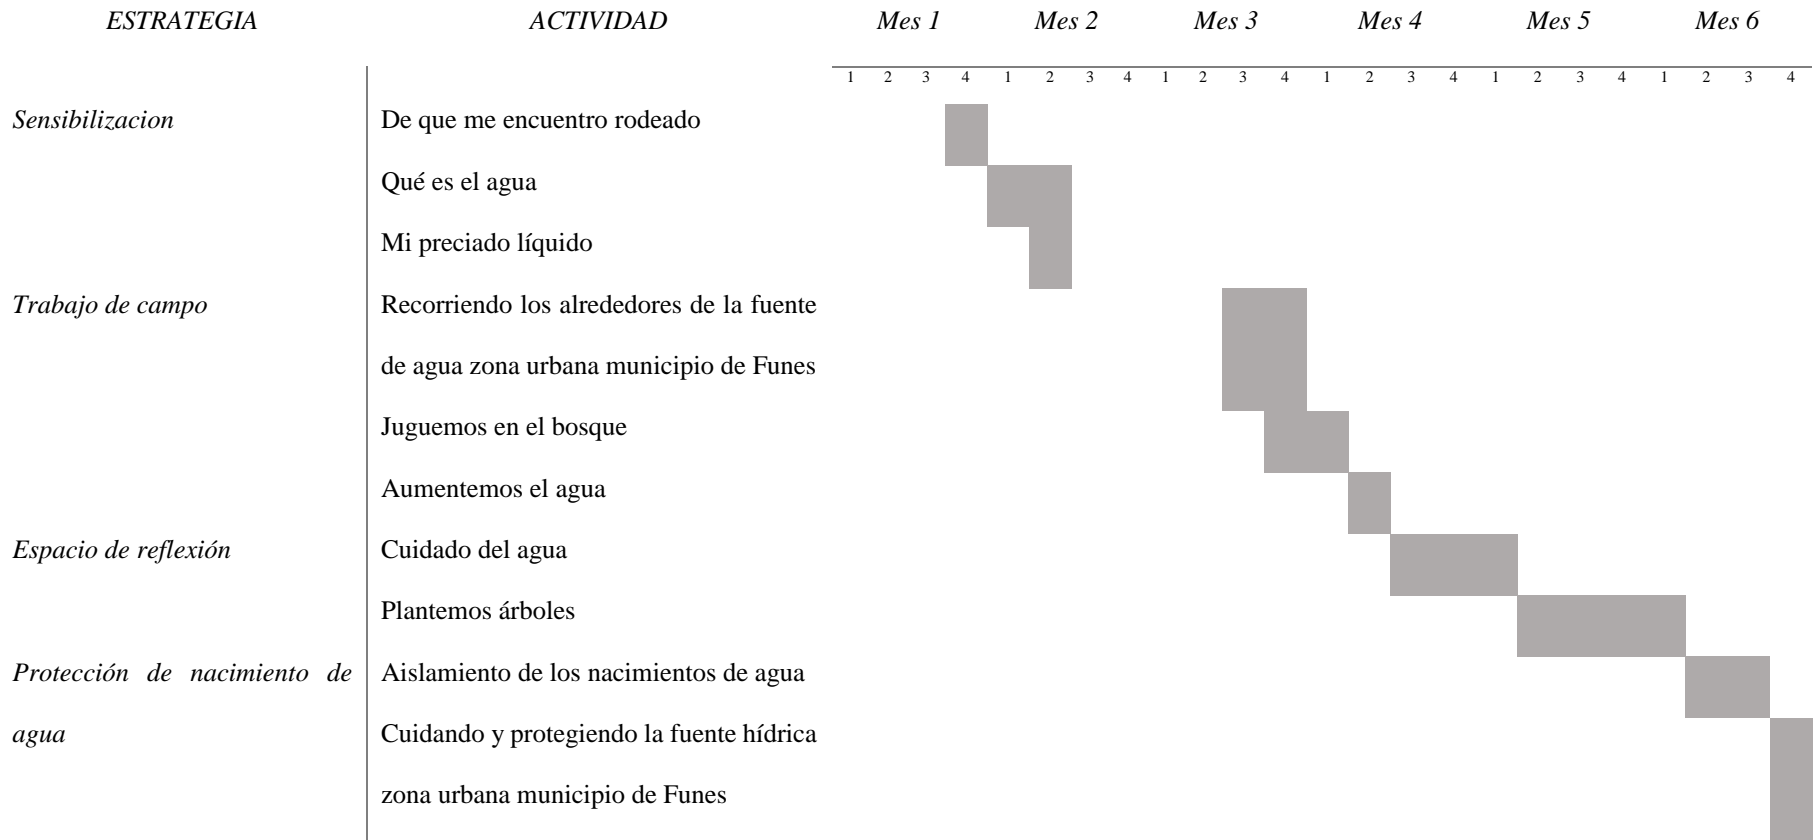 ESTRATEGIA ACTIVIDAD Mes 1 Mes 2 Mes 3 Mes 4 Mes 5 Mes 6
1 2 3 4 1 2 3 4 1 2 3 4 1 2 3 4 1 2 3 4 1 2 3 4
Sensibilizacion De que me encuentro rodeado
Qué es el agua
Mi preciado líquido
Trabajo de campo Recorriendo los alrededores de la fuente
de agua zona urbana municipio de Funes
Juguemos en el bosque
Aumentemos el agua
Espacio de reflexión Cuidado del agua
Plantemos árboles
Protección de nacimiento de Aislamiento de los nacimientos de agua
agua Cuidando y protegiendo la fuente hídrica
zona urbana municipio de Funes